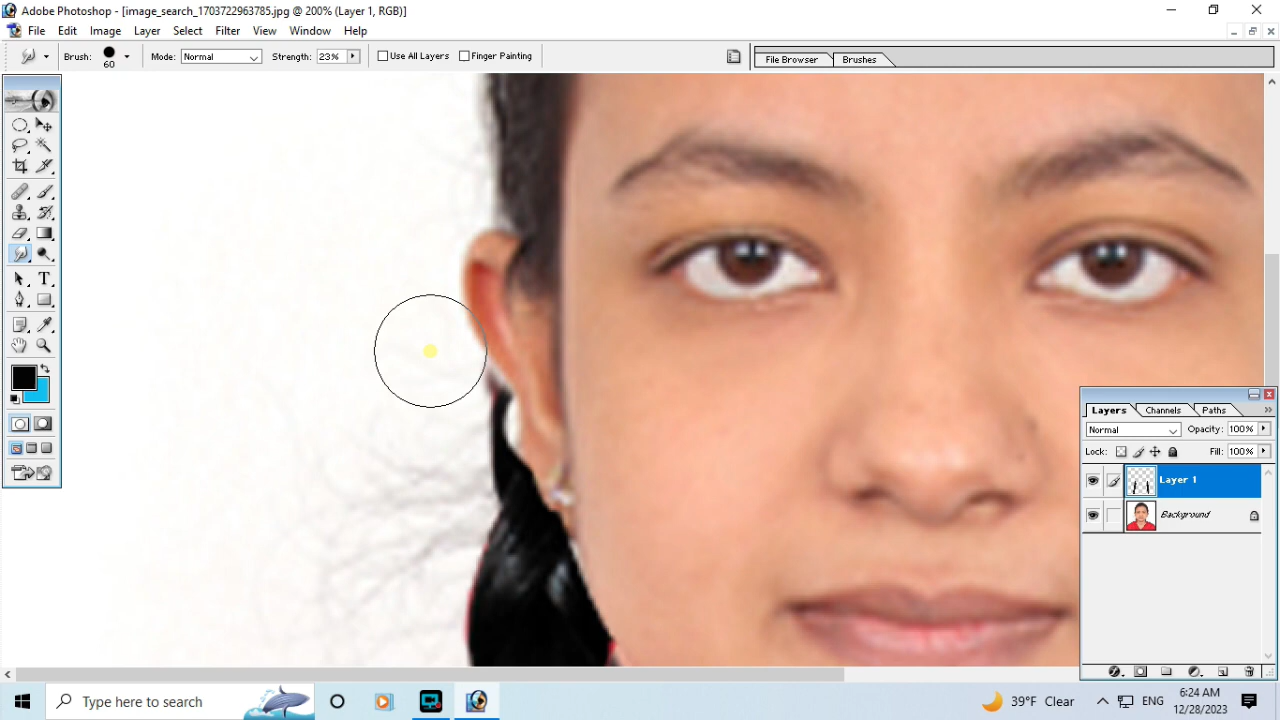 Adobe Photoshop - [image_search_1703722963785.jpg @ 200% (Layer 1, RGB)]
File Edit Image Layer Select Filter View Window Help
Brush: 60 Mode: Normal Strength: 23% Use All Layers Finger Painting File Browser Brushes
Layers Channels Paths
Normal Opacity: 100%
Lock: Fill: 100%
Layer 1
Background
Type here to search 39°F Clear ENG 6:24 AM
12/28/2023